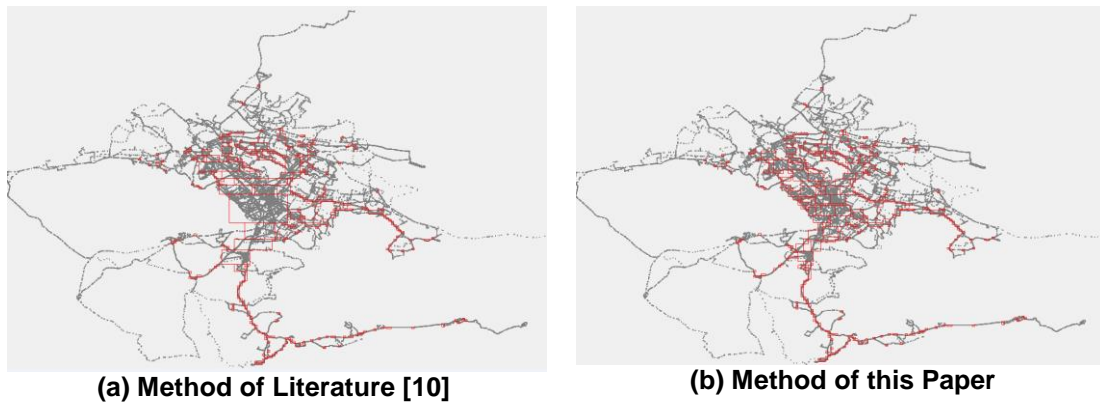 (a) Method of Literature [10]
(b) Method of this Paper